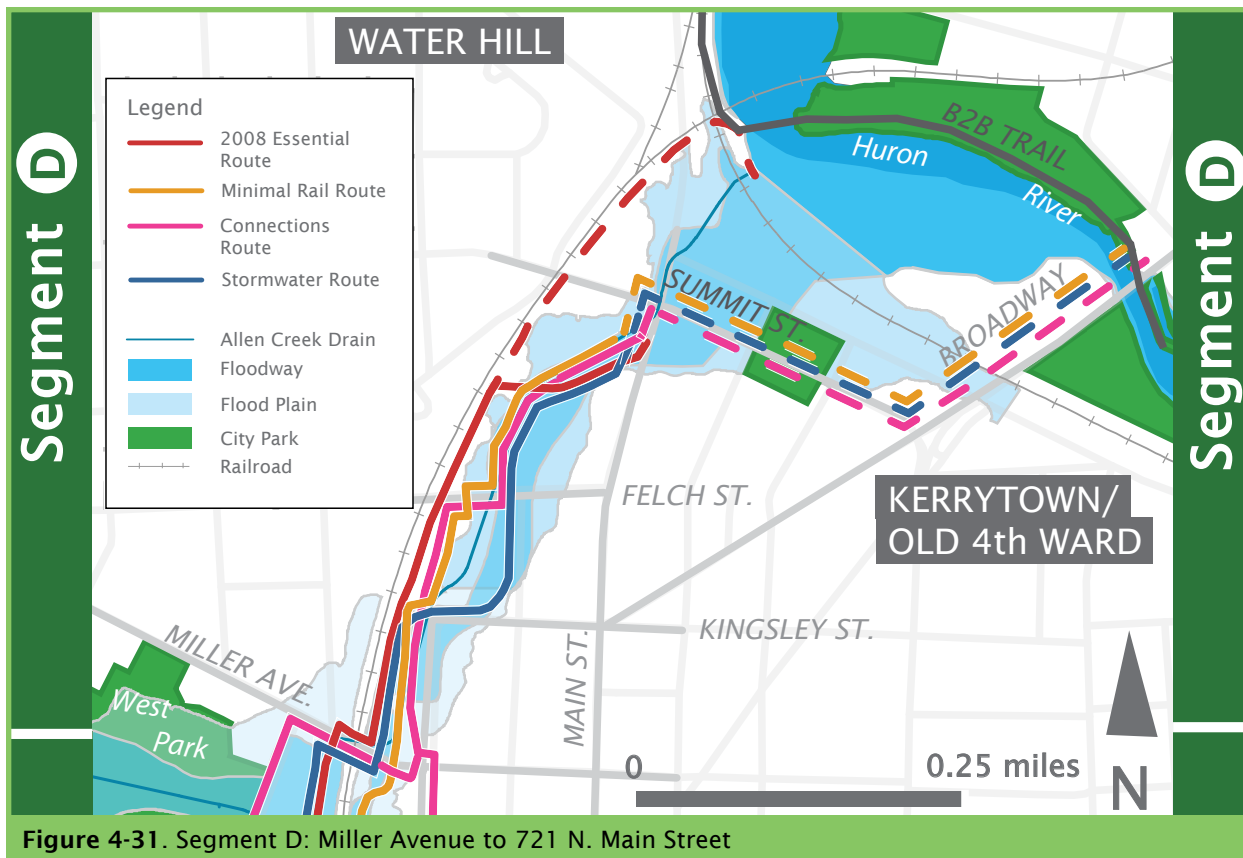 Segment D
WATER HILL
Legend
2008 Essential
Route
Minimal Rail Route
Connections
Route
Stormwater Route
Allen Creek Drain
Floodway
Flood Plain
City Park
Railroad
B2B TRAIL
Huron
River
SUMMIT ST.
BROADWAY
FELCH ST.
KERRYTOWN/
OLD 4th WARD
KINGSLEY ST.
MILLER AVE.
MAIN ST.
West
Park
0
0.25 miles
N
Segment D
Figure 4-31. Segment D: Miller Avenue to 721 N. Main Street